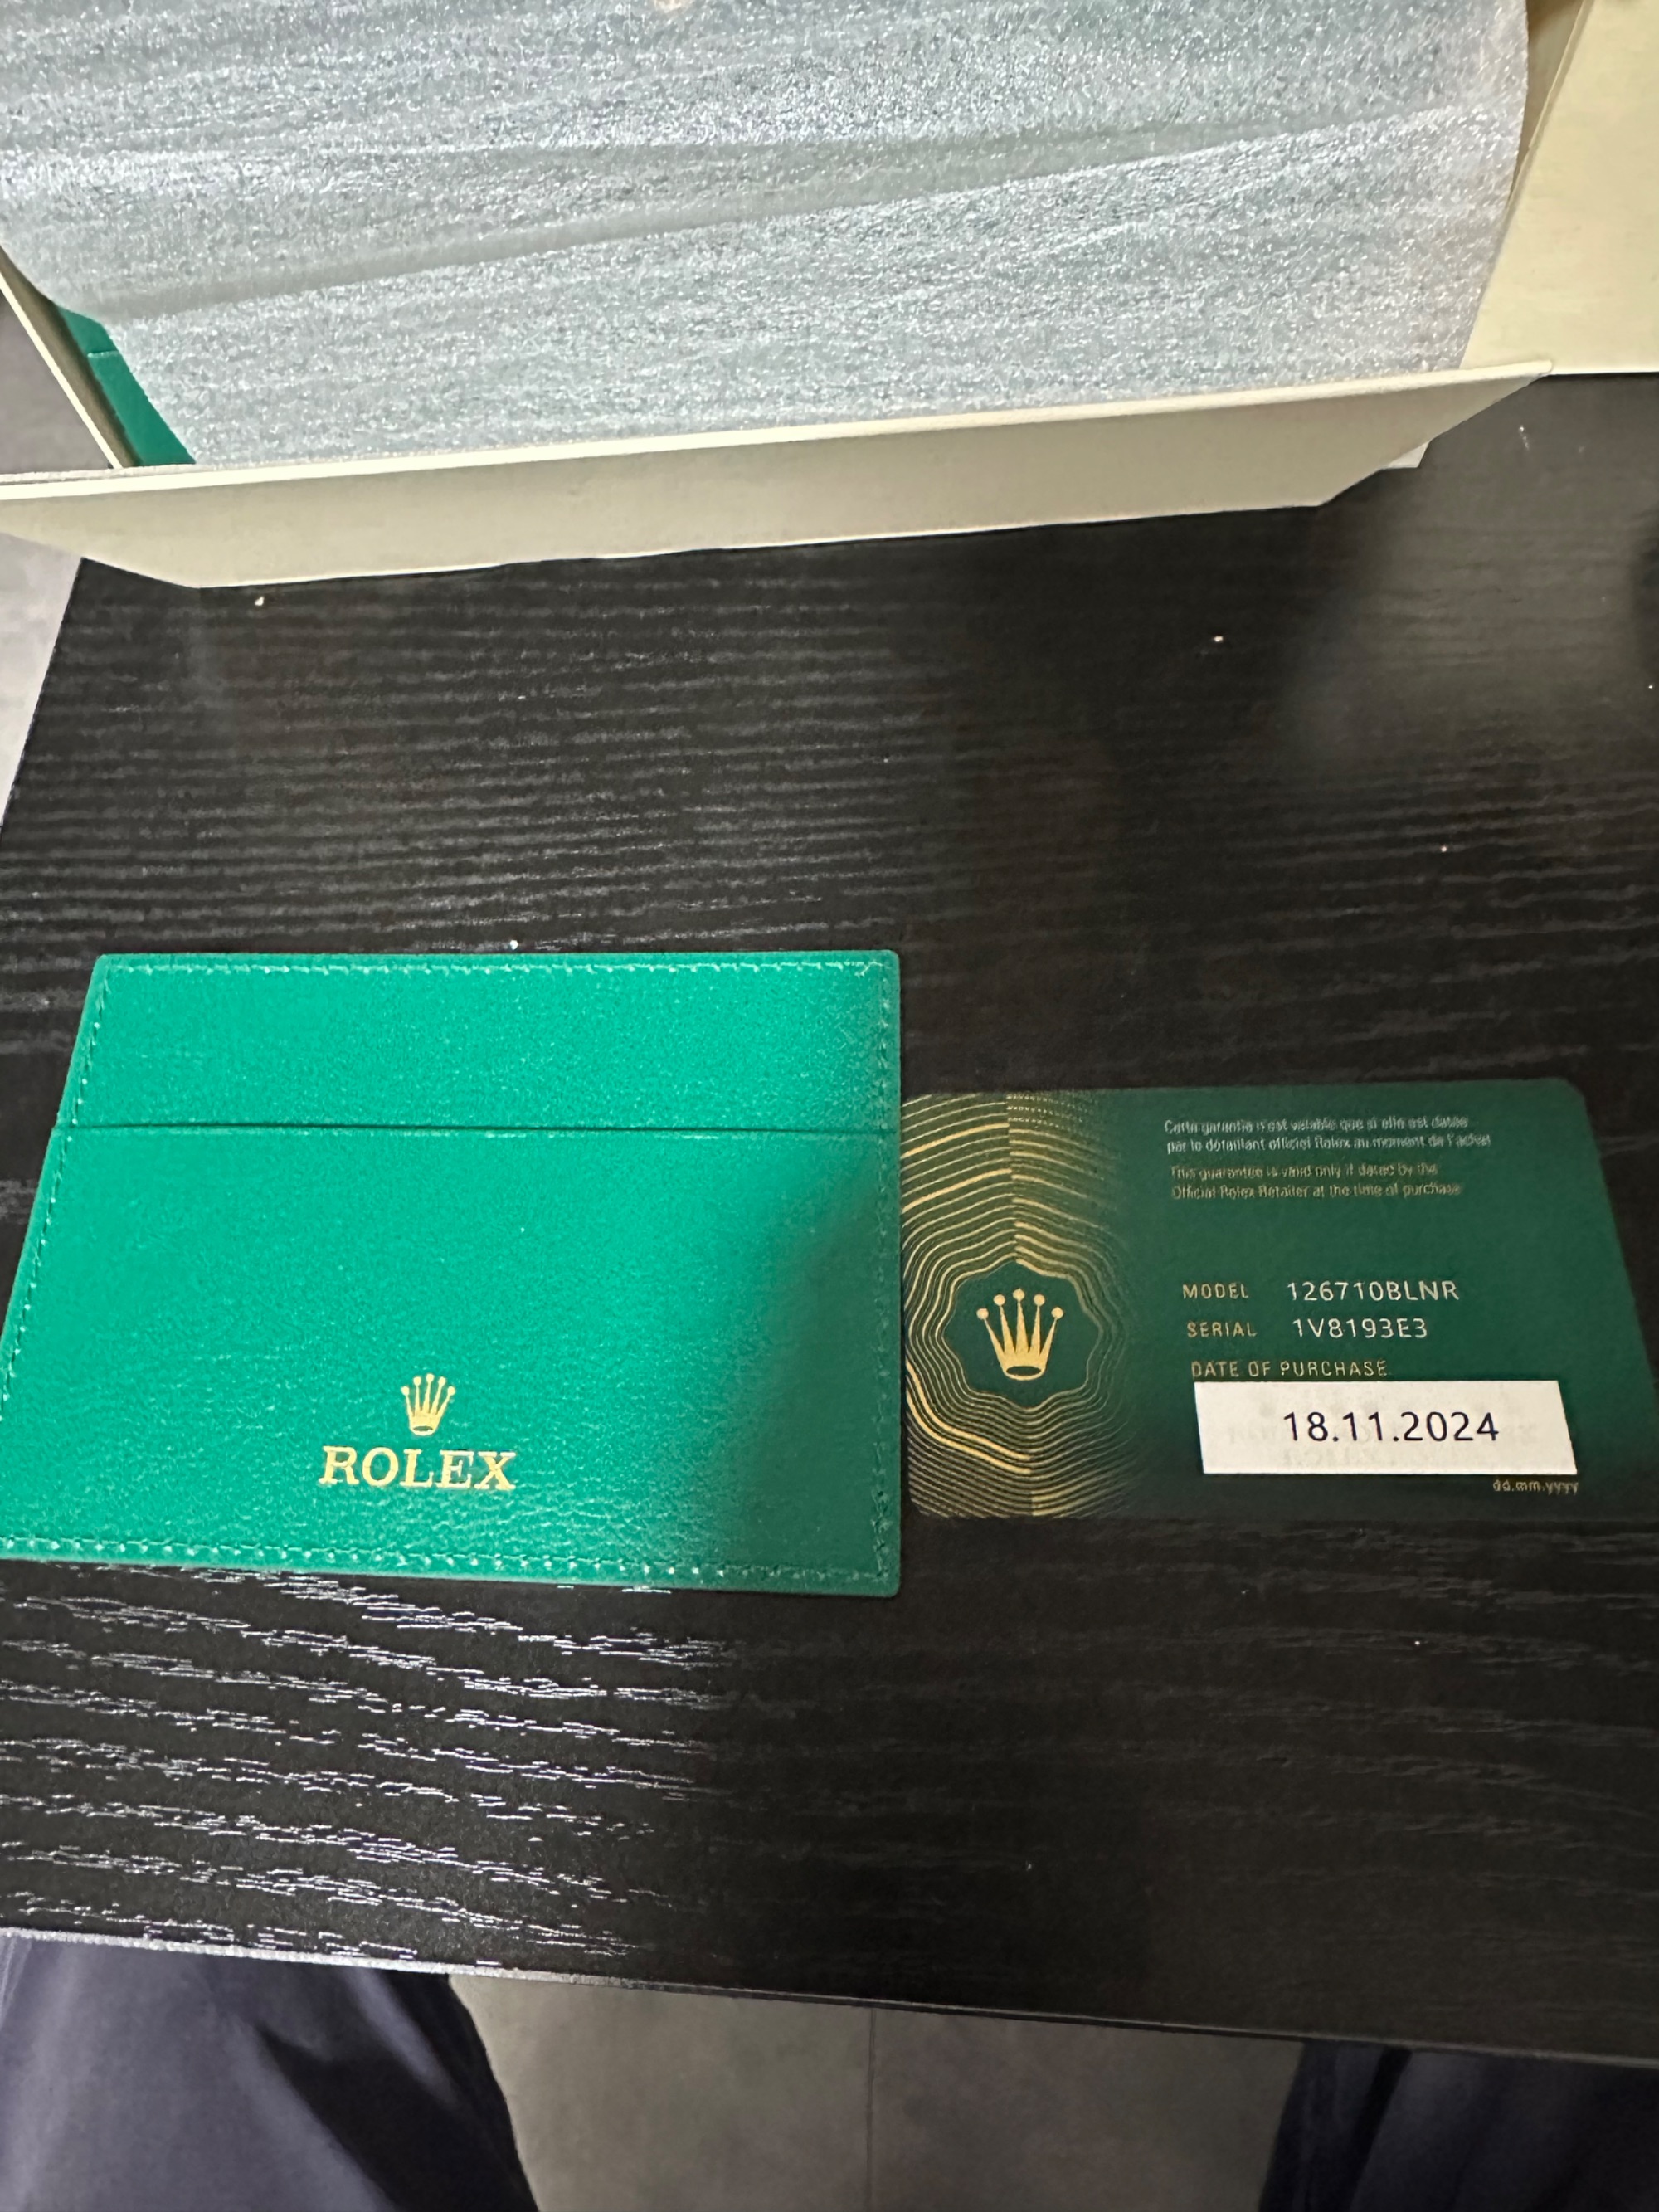 ROLEX
Cette garantie n'est valable que si elle est datée
par le détaillant officiel Rolex au moment de l'achat
This guarantee is valid only if dated by the
Official Rolex Retailer at the time of purchase
MODEL 126710BLNR
SERIAL 1V8193E3
DATE OF PURCHASE
18.11.2024
dd.mm.yyyy